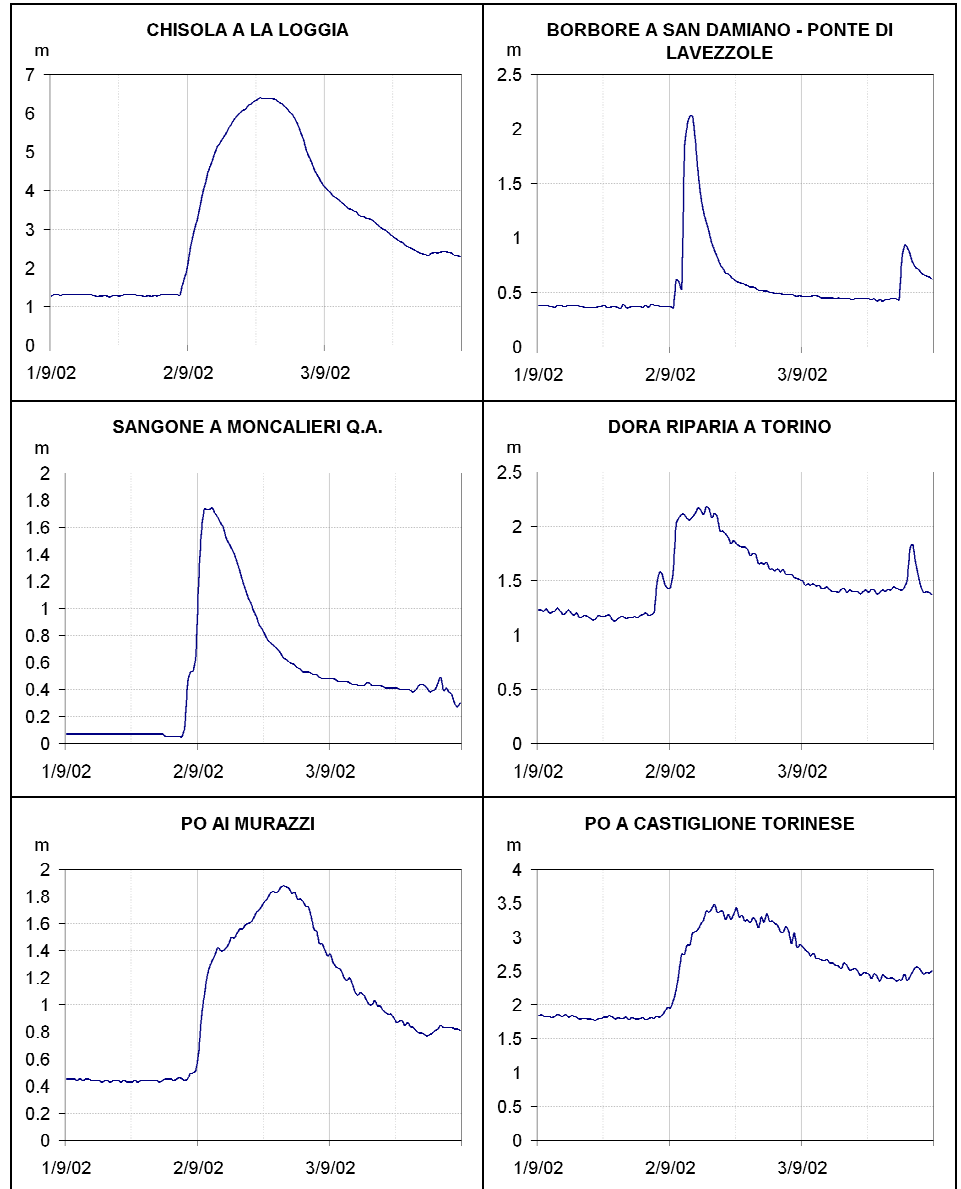 CHISOLA A LA LOGGIA
m
7
6
5
4
3
2
1
0
1/9/02 2/9/02 3/9/02
BORBORE A SAN DAMIANO - PONTE DI
LAVEZZOLE
m
2.5
2
1.5
1
0.5
0
1/9/02 2/9/02 3/9/02
SANGONE A MONCALIERI Q.A.
m
2
1.8
1.6
1.4
1.2
1
0.8
0.6
0.4
0.2
0
1/9/02 2/9/02 3/9/02
DORA RIPARIA A TORINO
m
2.5
2
1.5
1
0.5
0
1/9/02 2/9/02 3/9/02
PO AI MURAZZI
m
2
1.8
1.6
1.4
1.2
1
0.8
0.6
0.4
0.2
0
1/9/02 2/9/02 3/9/02
PO A CASTIGLIONE TORINESE
m
4
3.5
3
2.5
2
1.5
1
0.5
0
1/9/02 2/9/02 3/9/02